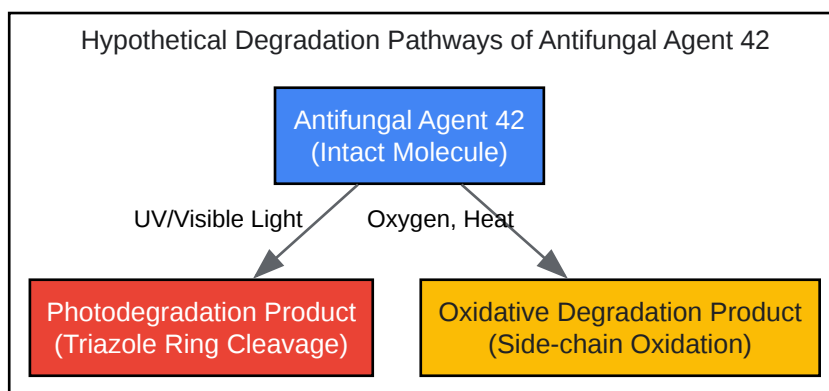 Hypothetical Degradation Pathways of Antifungal Agent 42
Antifungal Agent 42
(Intact Molecule)
UV/Visible Light
Oxygen, Heat
Photodegradation Product
(Triazole Ring Cleavage)
Oxidative Degradation Product
(Side-chain Oxidation)